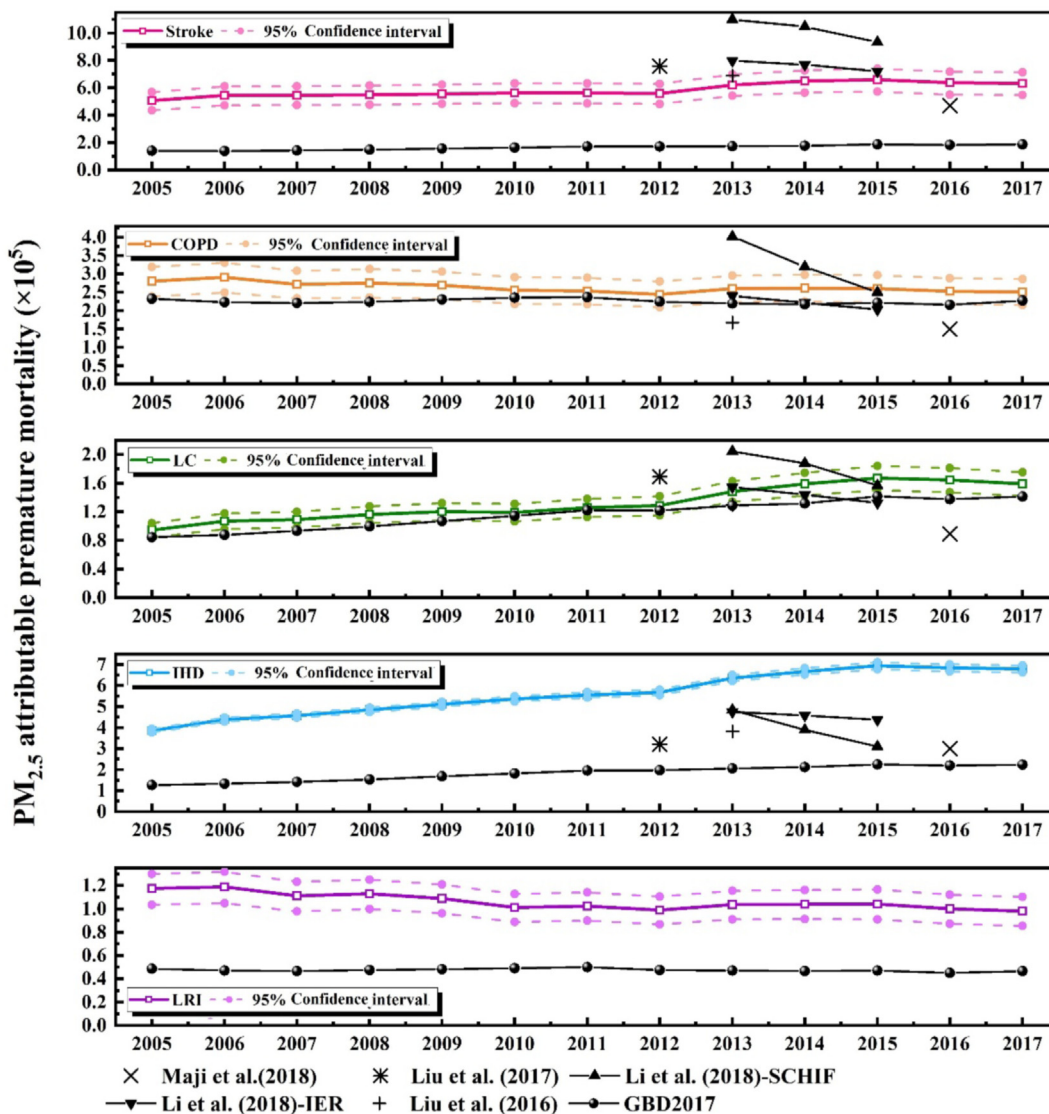 Stroke 95% Confidence interval
10.0
8.0
6.0
4.0
2.0
0.0
2005 2006 2007 2008 2009 2010 2011 2012 2013 2014 2015 2016 2017
COPD 95% Confidence interval
4.0
3.5
3.0
2.5
2.0
1.5
1.0
0.5
0.0
2005 2006 2007 2008 2009 2010 2011 2012 2013 2014 2015 2016 2017
LC 95% Confidence interval
2.0
1.6
1.2
0.8
0.4
0.0
2005 2006 2007 2008 2009 2010 2011 2012 2013 2014 2015 2016 2017
IHD 95% Confidence interval
7
6
5
4
3
2
1
0
2005 2006 2007 2008 2009 2010 2011 2012 2013 2014 2015 2016 2017
1.2
1.0
0.8
0.6
0.4
0.2
0.0
LRI 95% Confidence interval
2005 2006 2007 2008 2009 2010 2011 2012 2013 2014 2015 2016 2017
PM2.5 attributable premature mortality (×10⁵)
Maji et al.(2018) Liu et al. (2017) Li et al. (2018)-SCHIF
Li et al. (2018)-IER Liu et al. (2016) GBD2017